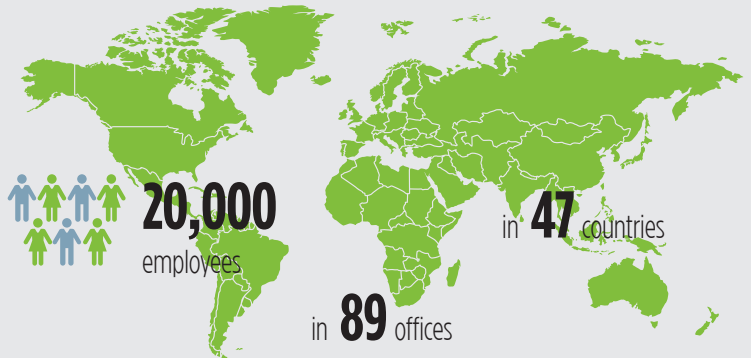 20,000
employees
in 89 offices
in 47 countries